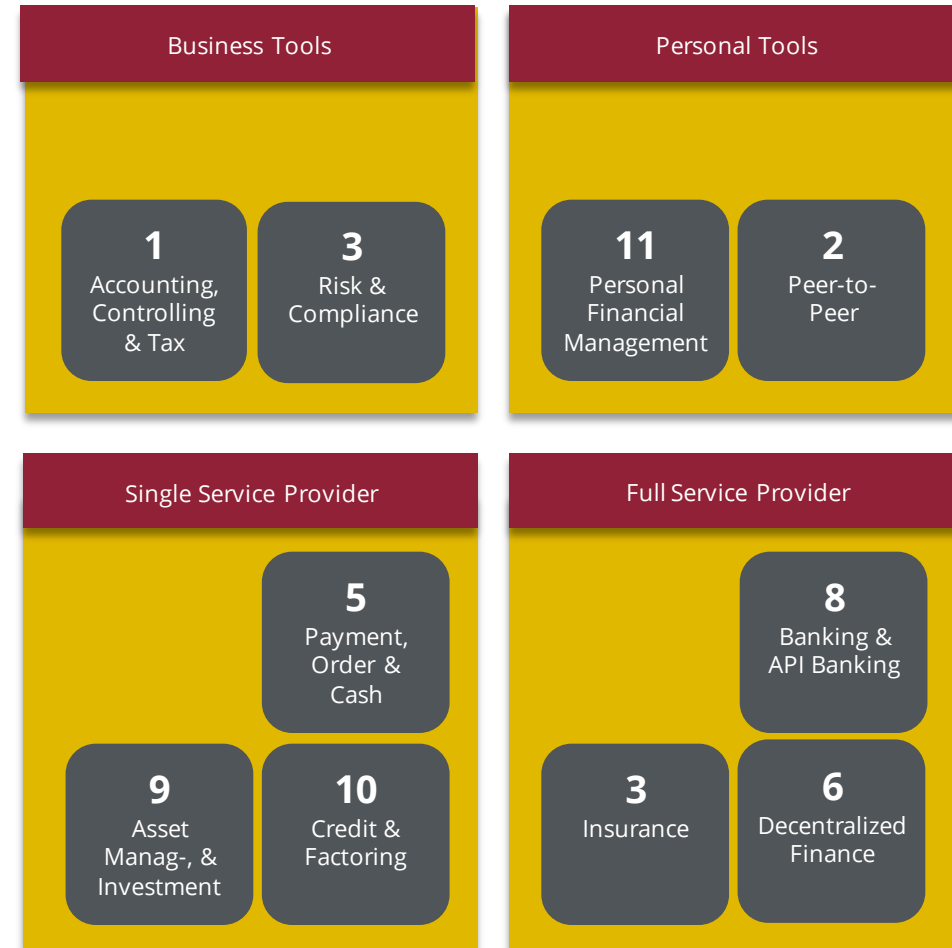 Business Tools
Personal Tools
1
Accounting,
Controlling
& Tax
3
Risk &
Compliance
11
Personal
Financial
Management
2
Peer-to-
Peer
Single Service Provider
Full Service Provider
5
Payment,
Order &
Cash
8
Banking &
API Banking
9
Asset
Manag-, &
Investment
10
Credit &
Factoring
3
Insurance
6
Decentralized
Finance